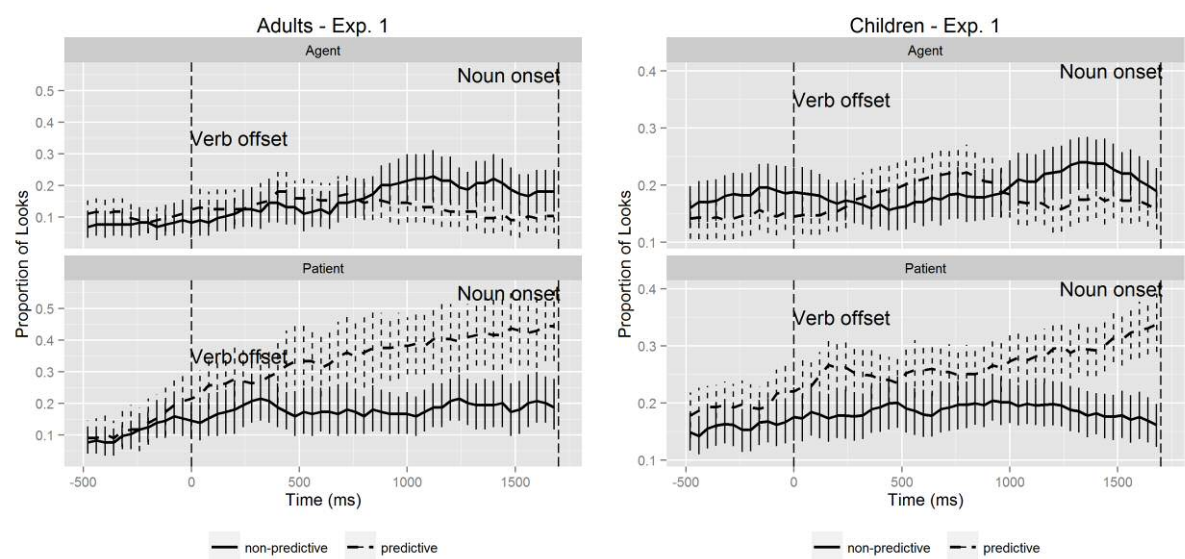 Adults - Exp. 1
Agent
Noun onset
Verb offset
0.5
0.4
0.3
0.2
0.1
Patient
Noun onset
Verb offset
0.5
0.4
0.3
0.2
0.1
Proportion of Looks
-500 0 500 1000 1500
Time (ms)
non-predictive predictive
Children - Exp. 1
Agent
Noun onset
Verb offset
0.4
0.3
0.2
0.1
Patient
Noun onset
Verb offset
0.4
0.3
0.2
0.1
Proportion of Looks
-500 0 500 1000 1500
Time (ms)
non-predictive predictive